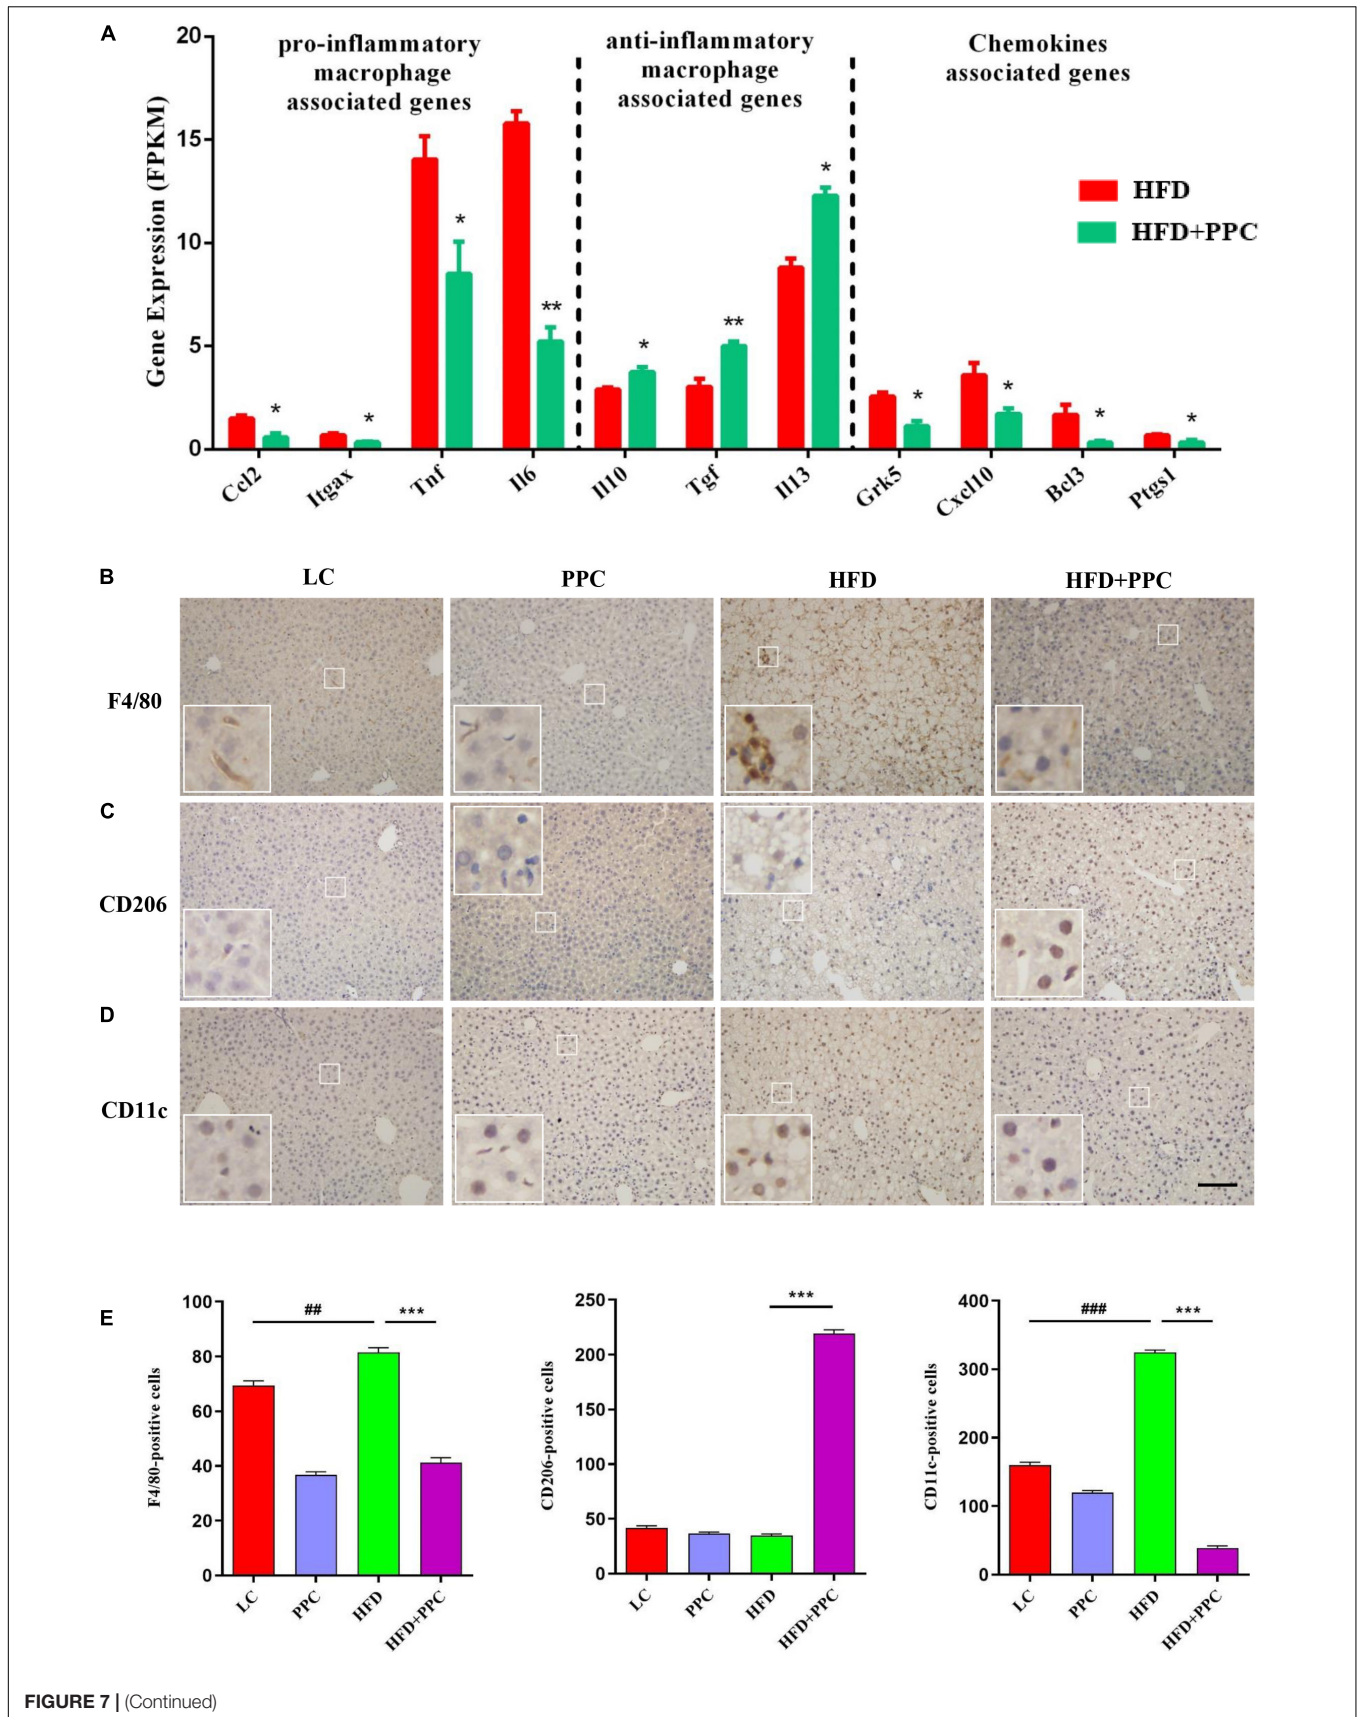 A
20
15
10
5
0
Gene Expression (FPKM)
pro-inflammatory
macrophage
associated genes
anti-inflammatory
macrophage
associated genes
Chemokines
associated genes
HFD
HFD+PPC
*
*
*
**
*
**
*
*
*
*
*
Ccl2
Itgax
Tnf
Il6
Il10
Tgf
Il13
Grk5
Cxcl10
Bcl3
Ptgs1
B
LC
PPC
HFD
HFD+PPC
F4/80
C
CD206
D
CD11c
E
100
80
60
40
20
0
F4/80-positive cells
##
***
LC
PPC
HFD
HFD+PPC
250
200
150
100
50
0
CD206-positive cells
***
LC
PPC
HFD
HFD+PPC
400
300
200
100
0
CD11c-positive cells
###
***
LC
PPC
HFD
HFD+PPC
FIGURE 7 | (Continued)